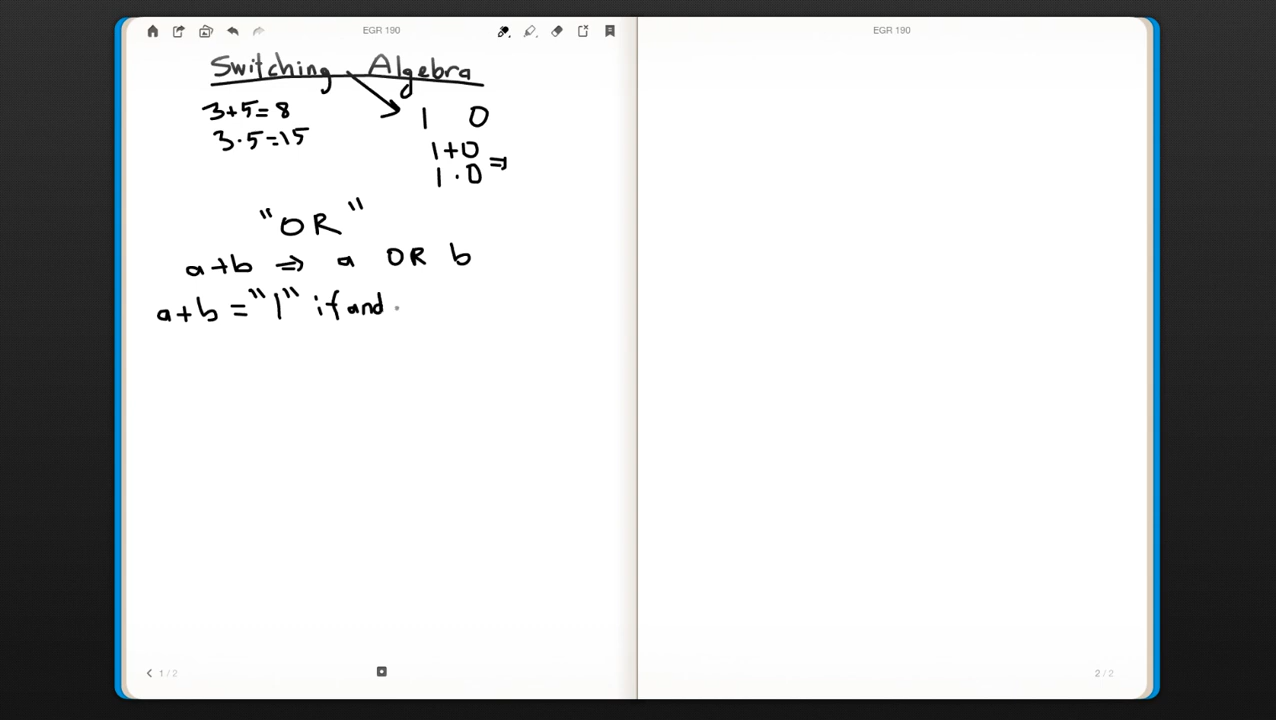 EGR 190
EGR 190
Switching Algebra
3+5=8
3·5=15
1 0
1+0
1·0 ⇒
"OR"
a+b ⇒ a OR b
a+b = "1" if and
1 / 2
2 / 2